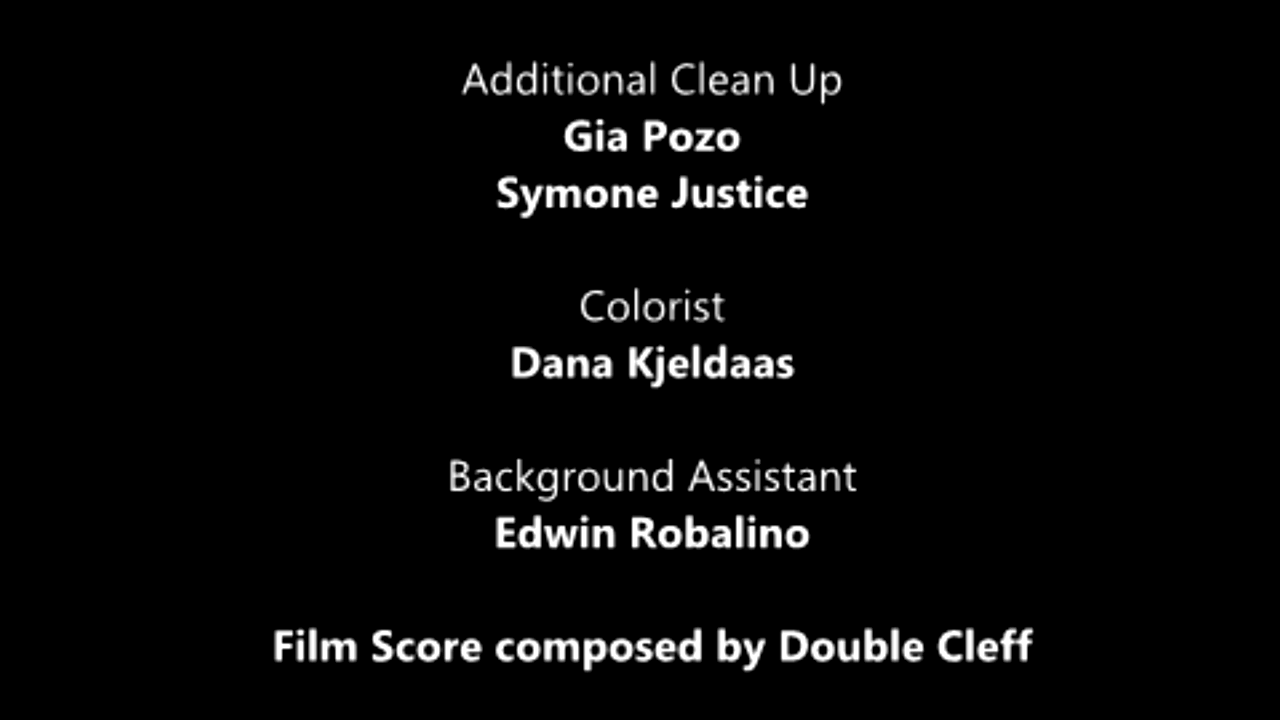 Additional Clean Up
Gia Pozo
Symone Justice
Colorist
Dana Kjeldaas
Background Assistant
Edwin Robalino
Film Score composed by Double Cleff